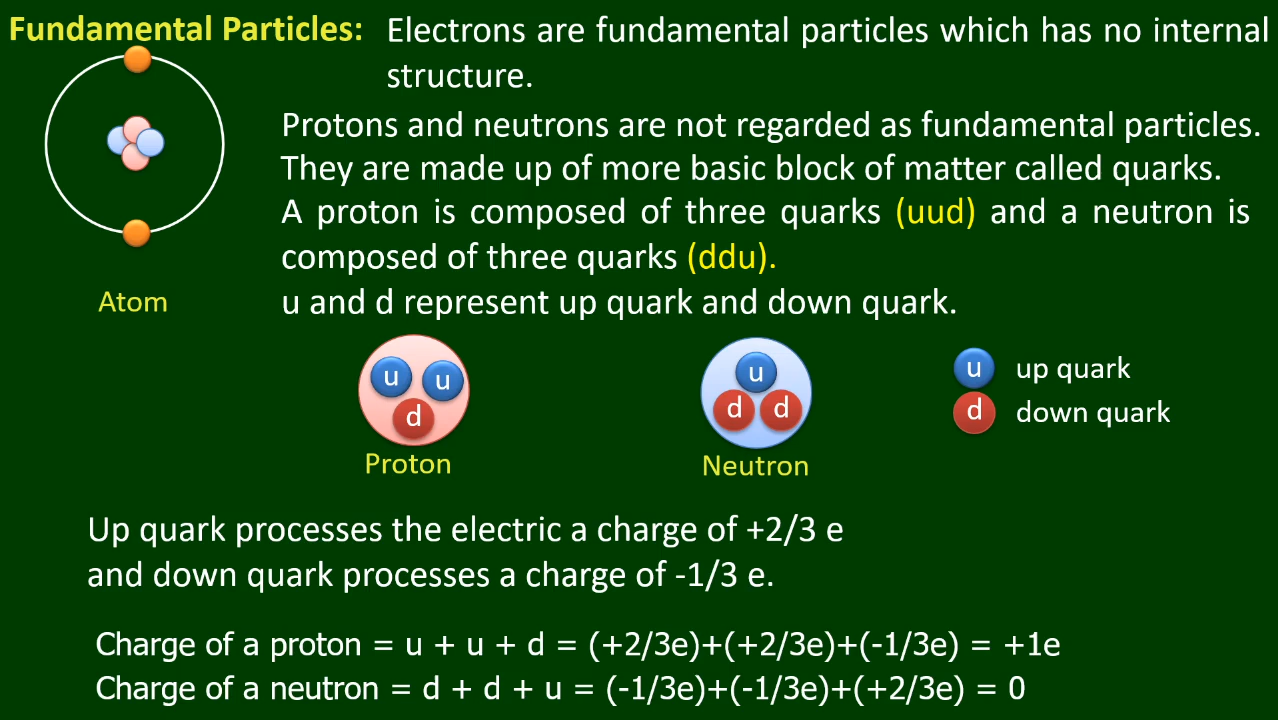 Fundamental Particles: Electrons are fundamental particles which has no internal
structure.
Protons and neutrons are not regarded as fundamental particles.
They are made up of more basic block of matter called quarks.
A proton is composed of three quarks (uud) and a neutron is
composed of three quarks (ddu).
u and d represent up quark and down quark.
Atom
u u
d
Proton
u
d d
Neutron
u up quark
d down quark
Up quark processes the electric a charge of +2/3 e
and down quark processes a charge of -1/3 e.
Charge of a proton = u + u + d = (+2/3e)+(+2/3e)+(-1/3e) = +1e
Charge of a neutron = d + d + u = (-1/3e)+(-1/3e)+(+2/3e) = 0